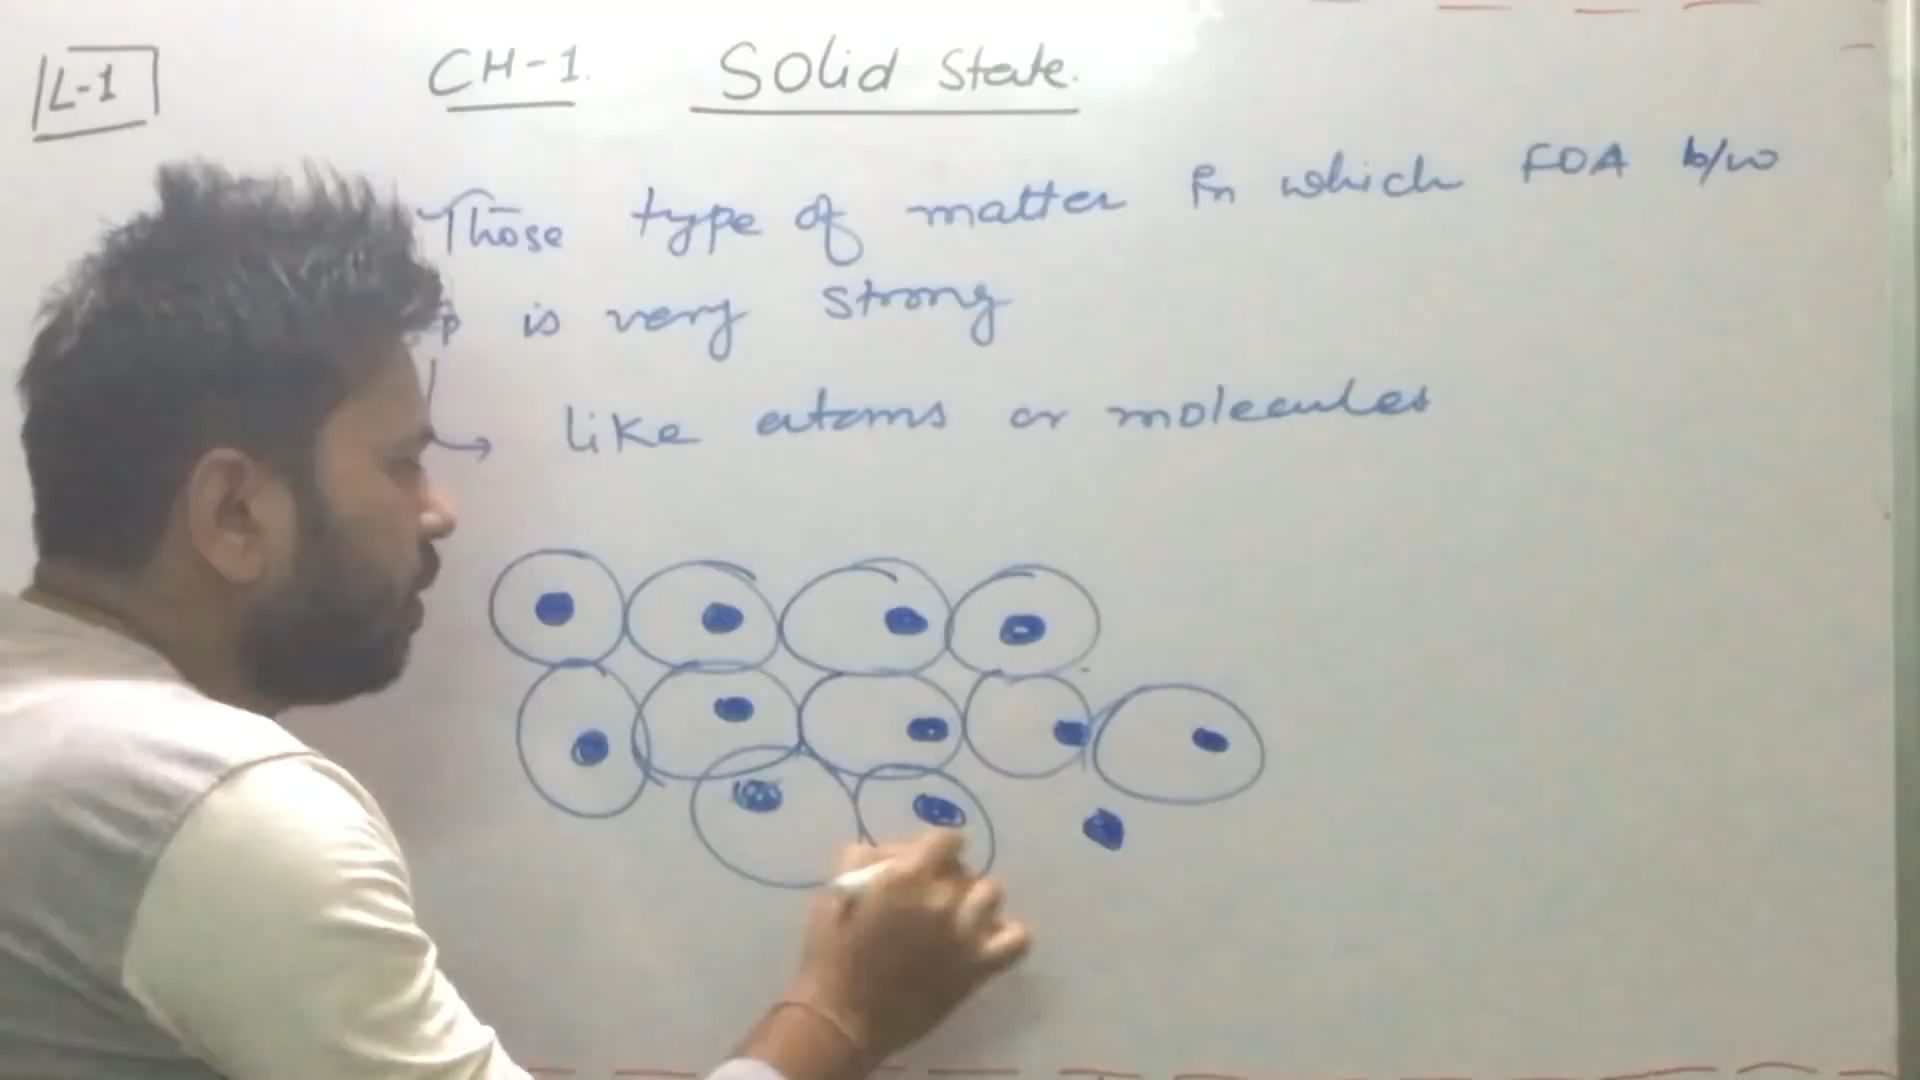 L-1
CH-1. Solid State.
Those type of matter in which FOA b/w
is very strong
like atoms or molecules